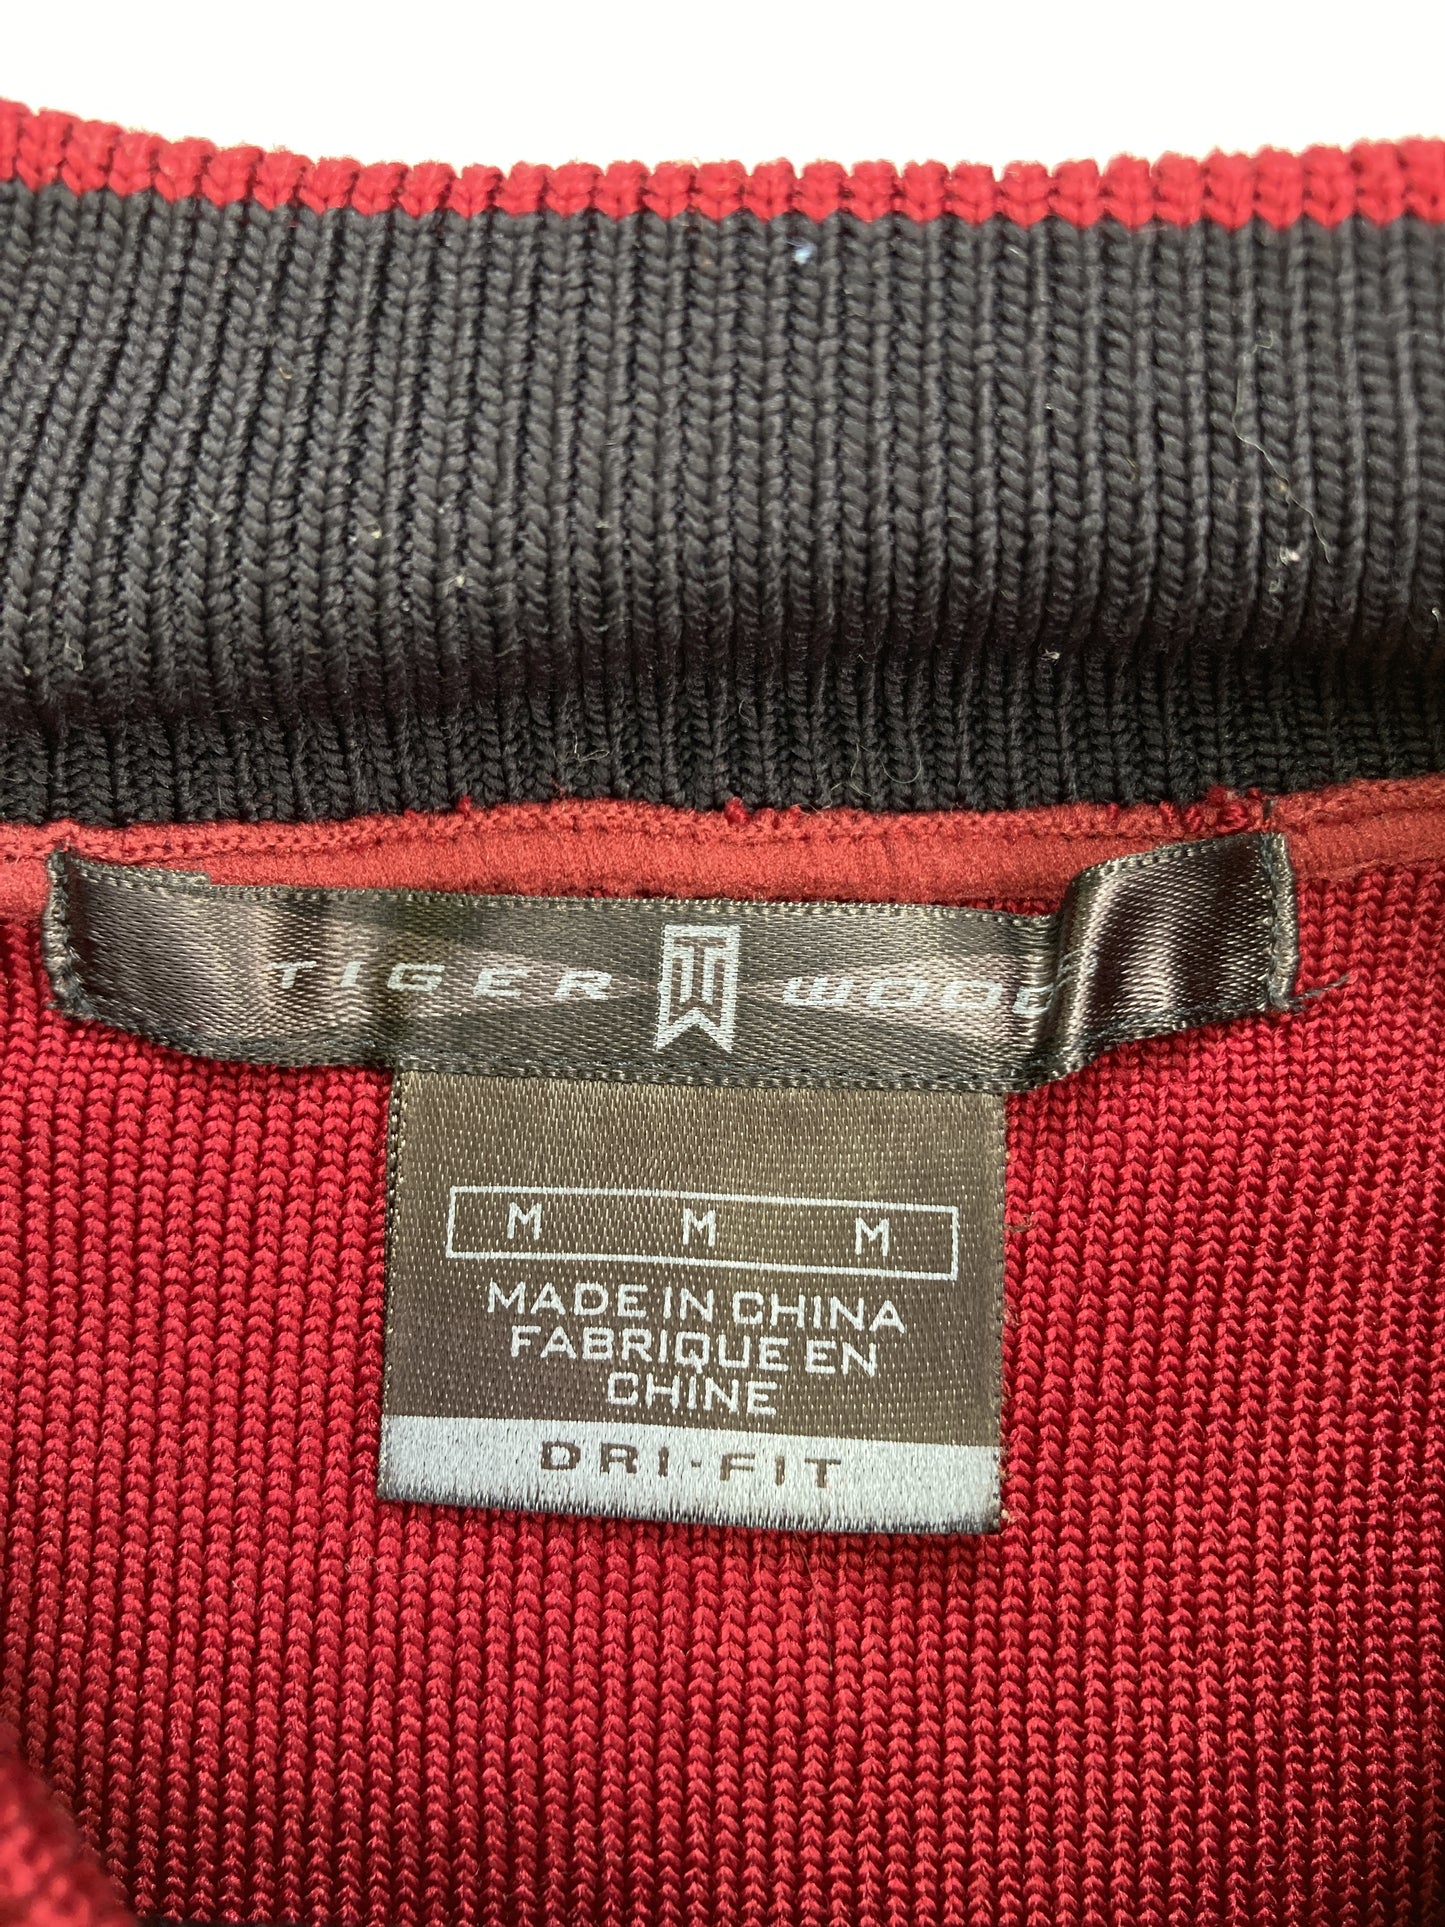 TIGER WOOD
M M M
MADE IN CHINA
FABRIQUE EN
CHINE
DRI-FIT